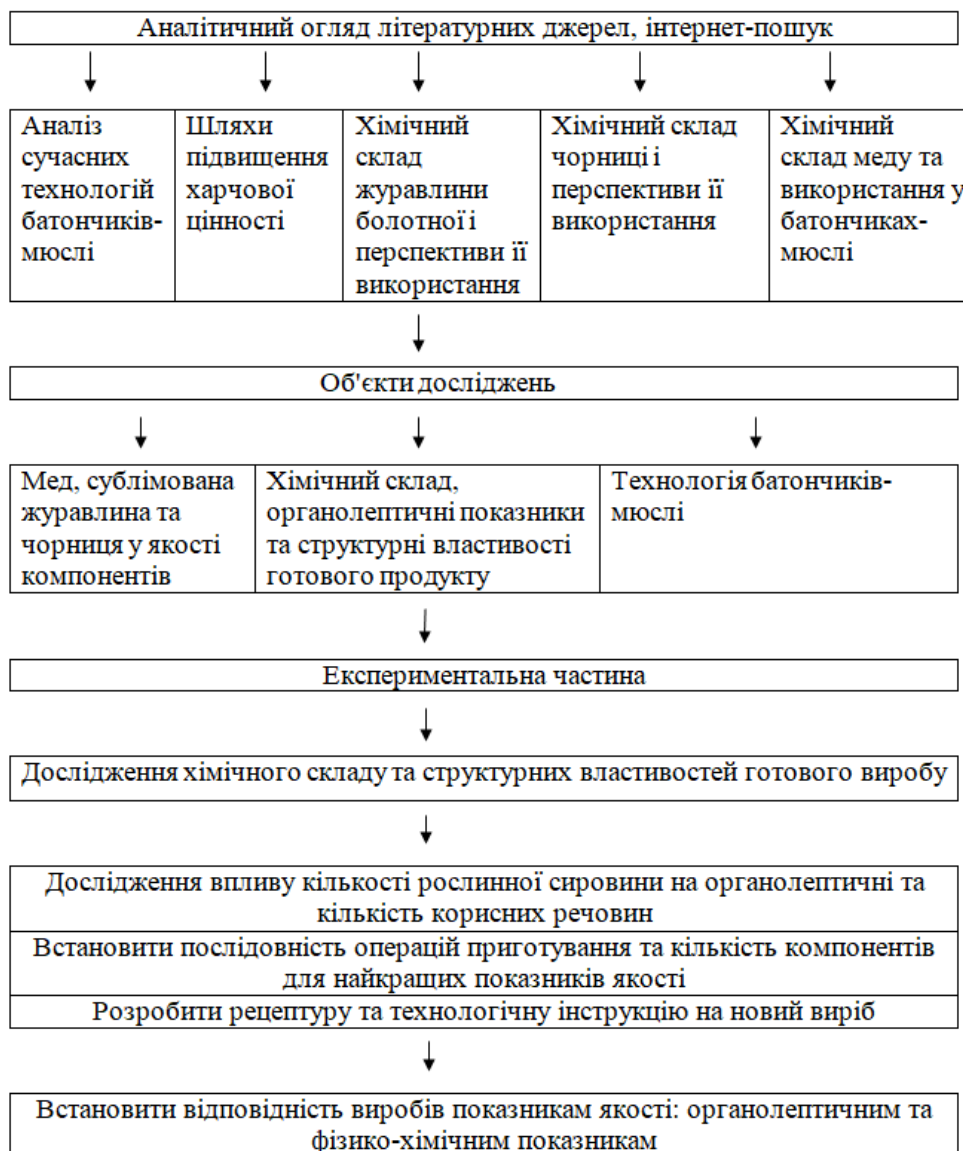 Аналітичний огляд літературних джерел, інтернет-пошук
Аналіз
сучасних
технологій
батончиків-
мюслі
Шляхи
підвищення
харчової
цінності
Хімічний
склад
журавлини
болотної і
перспективи її
використання
Хімічний склад
чорниці і
перспективи її
використання
Хімічний
склад меду та
використання у
батончиках-
мюслі
Об'єкти досліджень
Мед, сублімована
журавлина та
чорниця у якості
компонентів
Хімічний склад,
органолептичні показники
та структурні властивості
готового продукту
Технологія батончиків-
мюслі
Експериментальна частина
Дослідження хімічного складу та структурних властивостей готового виробу
Дослідження впливу кількості рослинної сировини на органолептичні та
кількість корисних речовин
Встановити послідовність операцій приготування та кількість компонентів
для найкращих показників якості
Розробити рецептуру та технологічну інструкцію на новий виріб
Встановити відповідність виробів показникам якості: органолептичним та
фізико-хімічним показникам